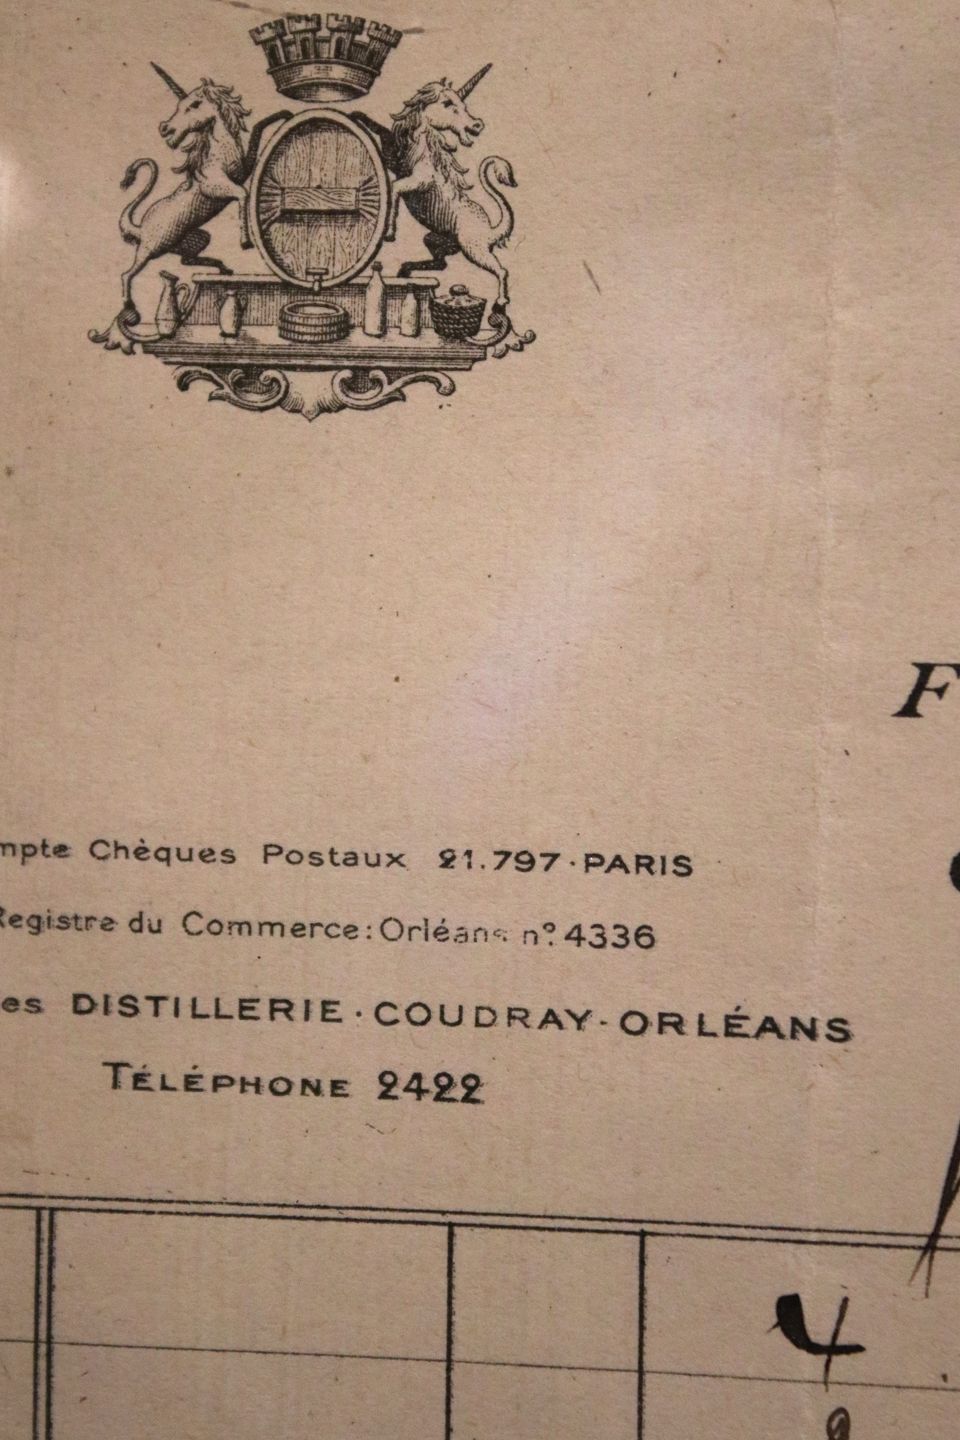 F
mpte Chèques Postaux 21.797·PARIS
Registre du Commerce: Orléans n° 4336
es DISTILLERIE·COUDRAY·ORLÉANS
TÉLÉPHONE 2422
4